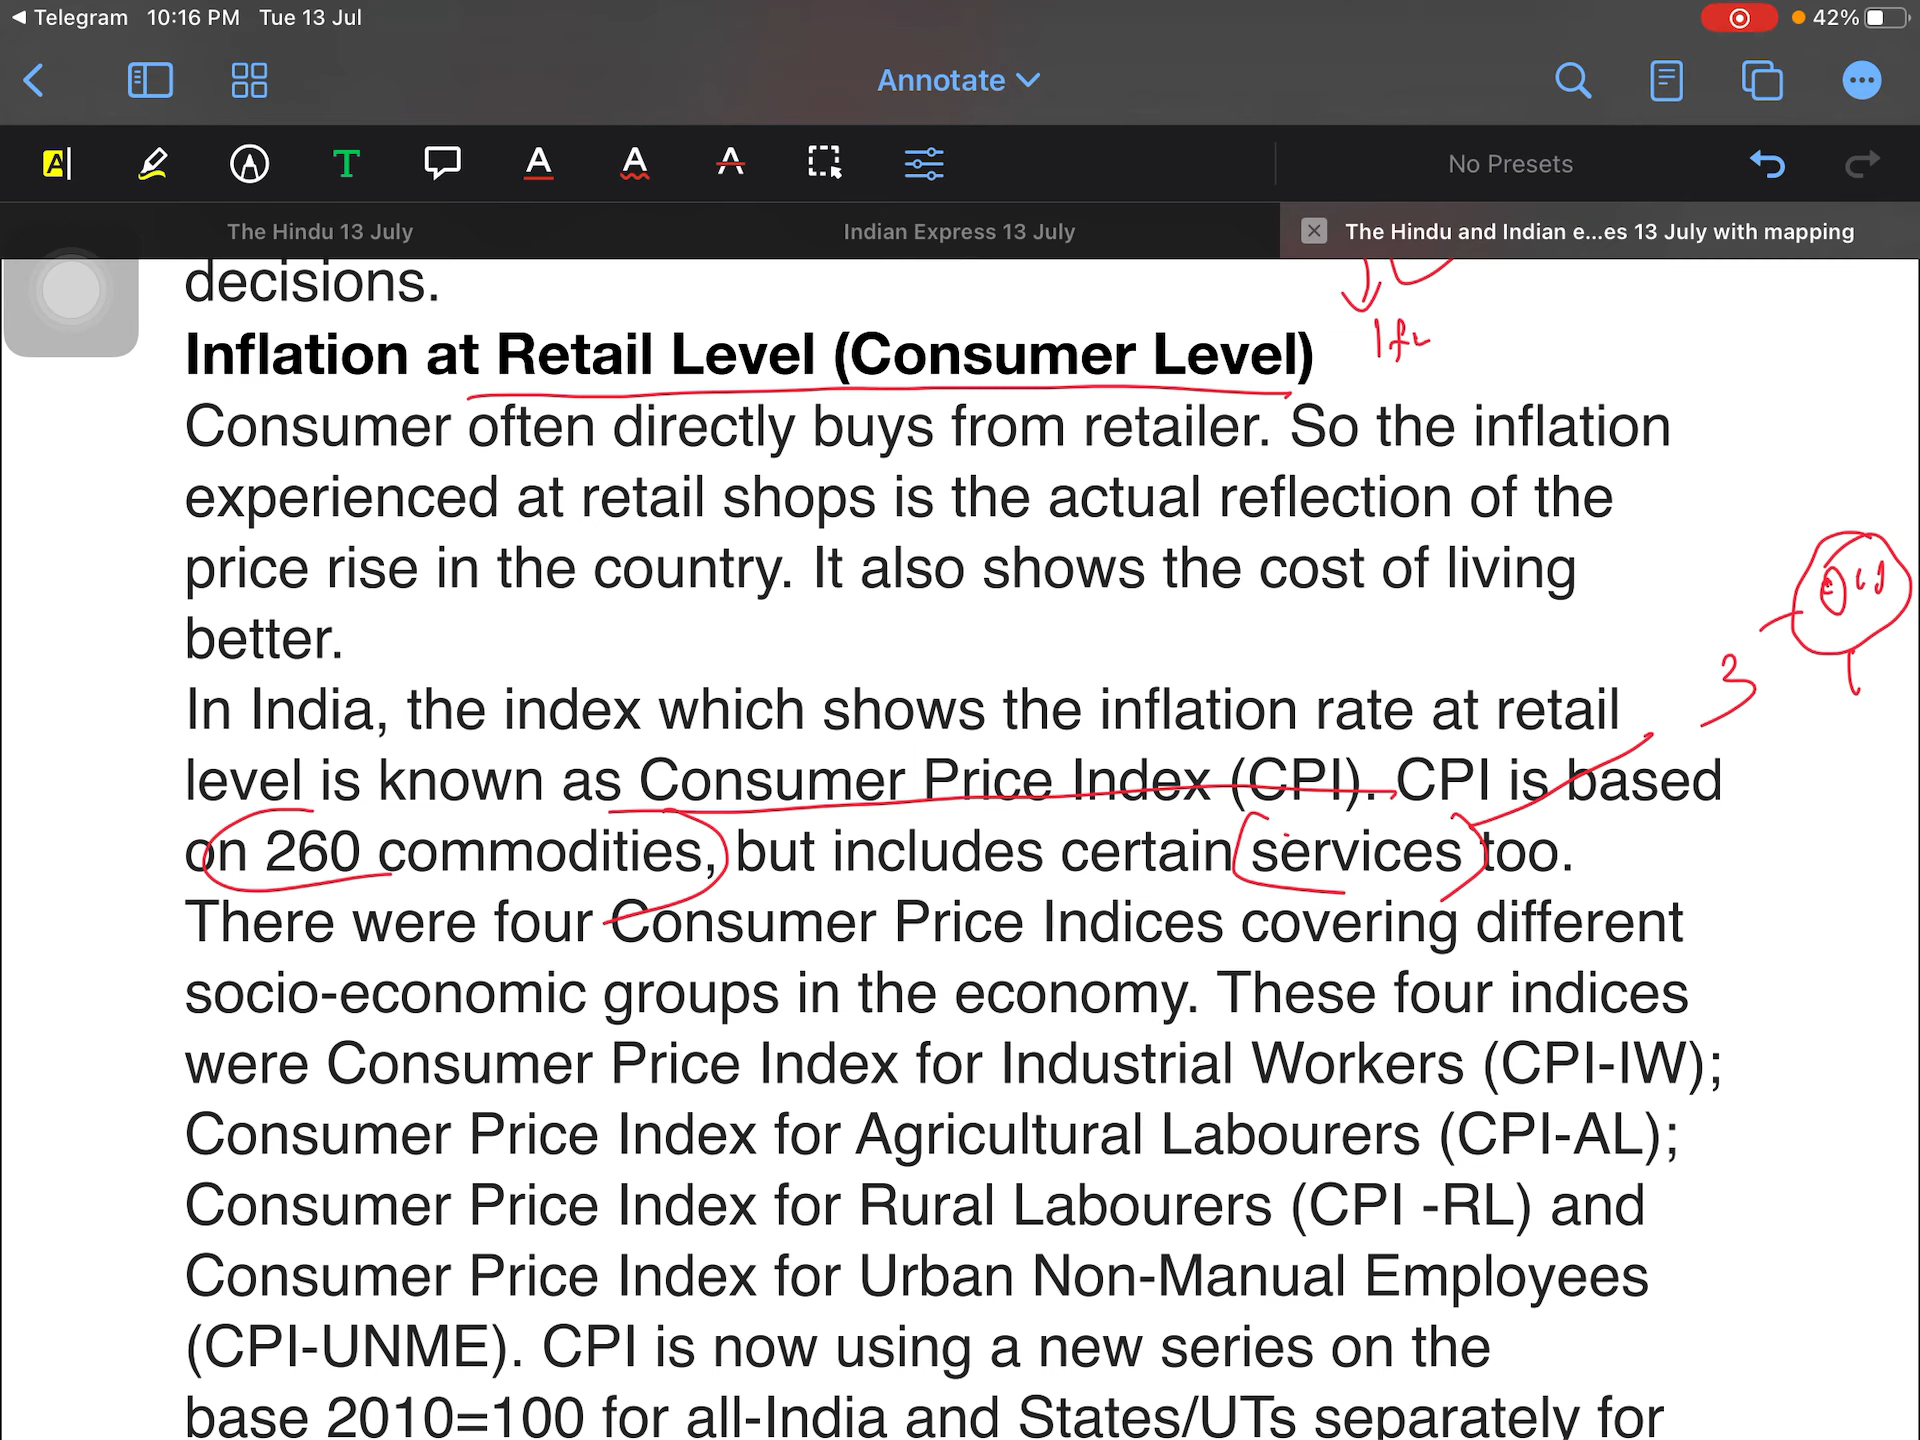 Telegram 10:16 PM Tue 13 Jul 42%
Annotate
A A T A A A No Presets
The Hindu 13 July Indian Express 13 July The Hindu and Indian e...es 13 July with mapping
decisions.
Inflation at Retail Level (Consumer Level)
Consumer often directly buys from retailer. So the inflation
experienced at retail shops is the actual reflection of the
price rise in the country. It also shows the cost of living
better.
In India, the index which shows the inflation rate at retail
3
level is known as Consumer Price Index (CPI). CPI is based
on 260 commodities, but includes certain services too.
There were four Consumer Price Indices covering different
socio-economic groups in the economy. These four indices
were Consumer Price Index for Industrial Workers (CPI-IW);
Consumer Price Index for Agricultural Labourers (CPI-AL);
Consumer Price Index for Rural Labourers (CPI -RL) and
Consumer Price Index for Urban Non-Manual Employees
(CPI-UNME). CPI is now using a new series on the
base 2010=100 for all-India and States/UTs separately for